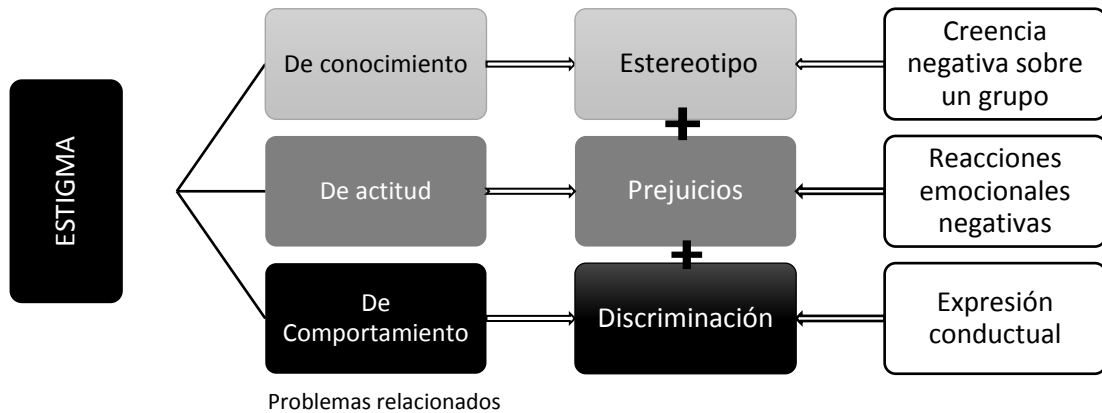 ESTIGMA
De conocimiento
Estereotipo
Creencia
negativa sobre
un grupo
+
De actitud
Prejuicios
Reacciones
emocionales
negativas
+
De
Comportamiento
Discriminación
Expresión
conductual
Problemas relacionados